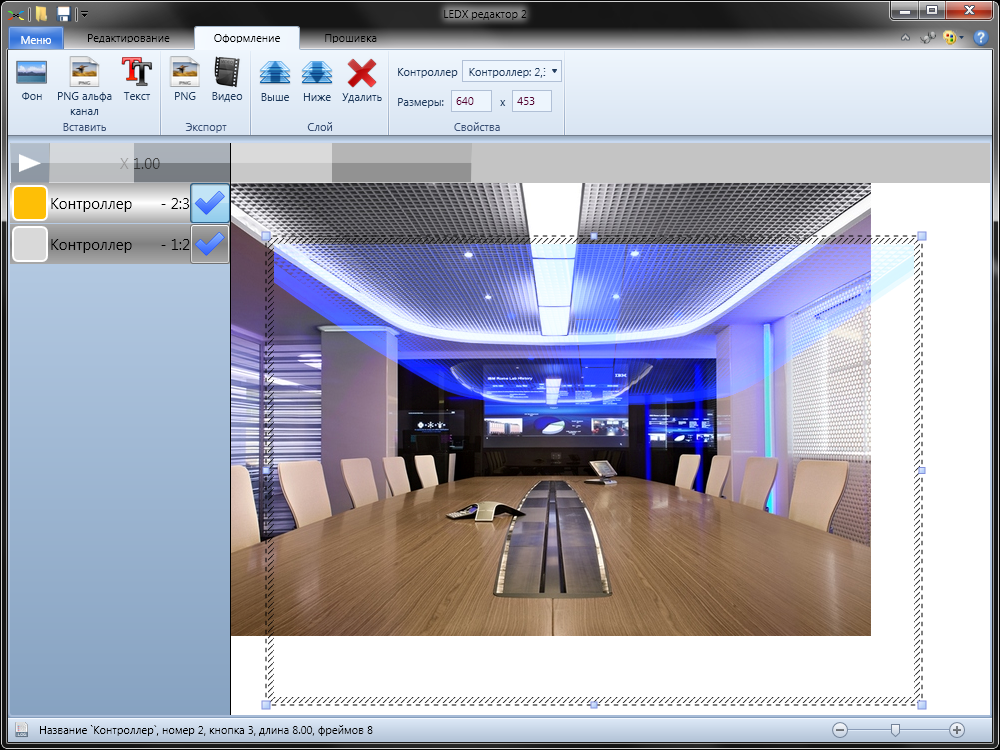 LEDX редактор 2
Меню Редактирование Оформление Прошивка
Фон PNG альфа канал Текст PNG Видео Выше Ниже Удалить
Контроллер Контроллер: 2,:
Размеры: 640 x 453
Вставить Экспорт Слой Свойства
X 1.00
Контроллер - 2:3
Контроллер - 1:2
IBM
Название `Контроллер`, номер 2, кнопка 3, длина 8.00, фреймов 8